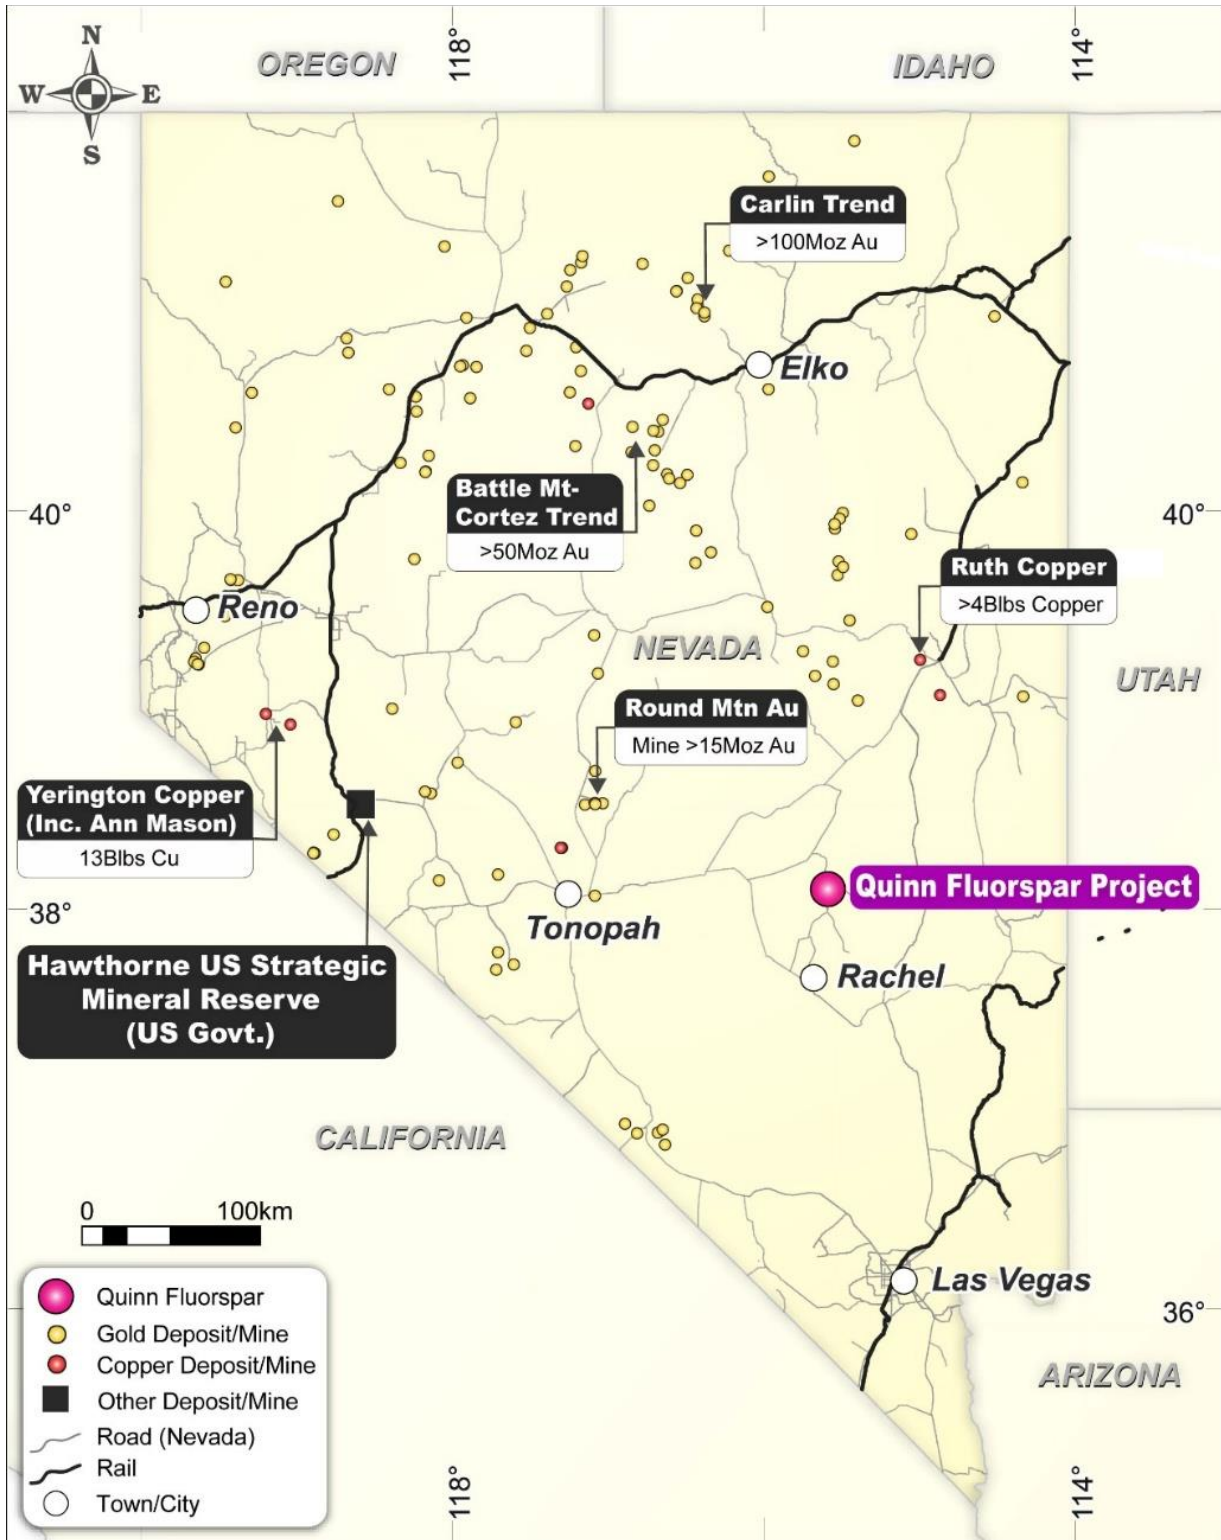 N
W E
S
OREGON
118°
IDAHO
114°
Carlin Trend
>100Moz Au
Elko
Battle Mt-
Cortez Trend
>50Moz Au
40°
40°
Ruth Copper
>4Blbs Copper
Reno
NEVADA
UTAH
Round Mtn Au
Mine >15Moz Au
Yerington Copper
(Inc. Ann Mason)
13Blbs Cu
Quinn Fluorspar Project
38°
Tonopah
Hawthorne US Strategic
Mineral Reserve
(US Govt.)
Rachel
CALIFORNIA
0 100km
Las Vegas
36°
ARIZONA
Quinn Fluorspar
Gold Deposit/Mine
Copper Deposit/Mine
Other Deposit/Mine
Road (Nevada)
Rail
Town/City
118°
114°